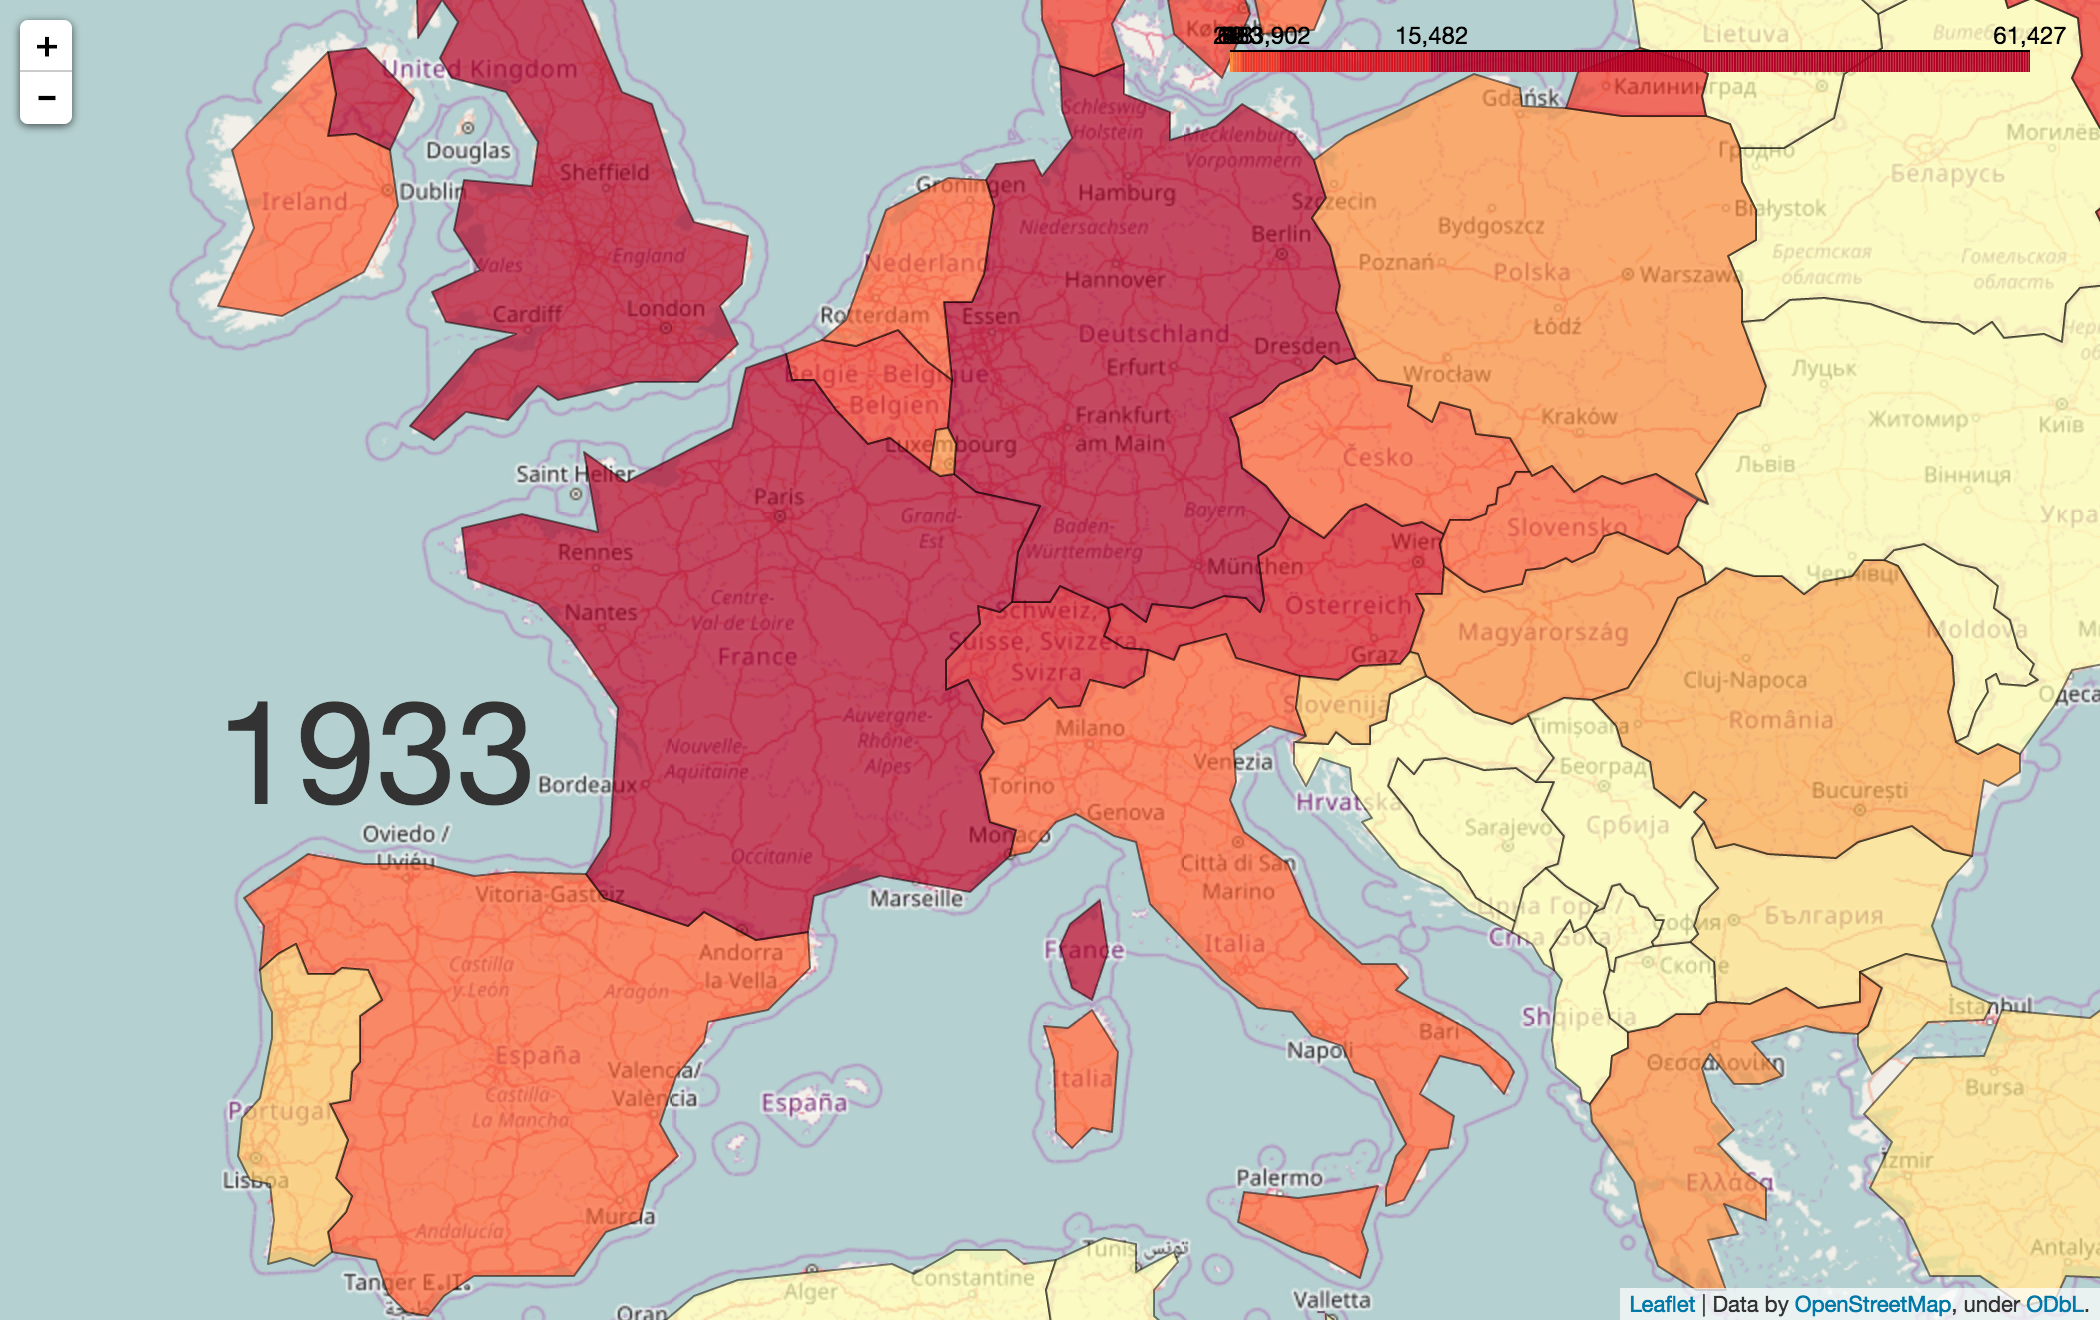 +
−
3,902
15,482
61,427
United Kingdom
Lietuva
Gdańsk
Калининград
Douglas
Schleswig-
Holstein
Mecklenburg-
Vorpommern
Гродно
Могилёв
Sheffield
Беларусь
Ireland
Dublin
Groningen
Hamburg
Szczecin
Białystok
Niedersachsen
Bydgoszcz
Berlin
Wales
England
Nederland
Poznań
Polska
Warszawa
Брестская
область
Гомельская
область
Hannover
Cardiff
London
Rotterdam
Essen
Łódź
Deutschland
Dresden
België - Belgique
Belgien
Erfurt
Wrocław
Луцьк
Frankfurt
am Main
Kraków
Житомир
Київ
Luxembourg
Česko
Львів
Вінниця
Saint Helier
Paris
Grand-
Est
Baden-
Württemberg
Bayern
Slovensko
Rennes
München
Wien
Чернівці
Nantes
Centre-
Val de Loire
France
Schweiz,
Suisse, Svizzera,
Svizra
Österreich
Graz
Magyarország
Moldova
Cluj-Napoca
România
Одеса
Slovenija
Auvergne-
Rhône-
Alpes
Nouvelle-
Aquitaine
Milano
Timișoara
1933
Bordeaux
Torino
Venezia
Београд
București
Hrvatska
Genova
Monaco
Sarajevo
Србија
Oviedo /
Uviéu
Occitanie
Città di San
Marino
Vitoria-Gasteiz
Marseille
Црна Гора /
Crna Gora
София
България
Andorra
la Vella
France
Italia
Скопје
Castilla
y León
Aragón
Shqipëria
İstanbul
España
Napoli
Bari
Θεσσαλονίκη
Valencia/
València
Castilla-
La Mancha
España
Italia
Bursa
Portugal
Lisboa
Palermo
Ελλάδα
İzmir
Murcia
Andalucía
Tunis تونس
Antalya
Tanger
Alger
Constantine
Oran
Valletta
Leaflet | Data by OpenStreetMap, under ODbL.